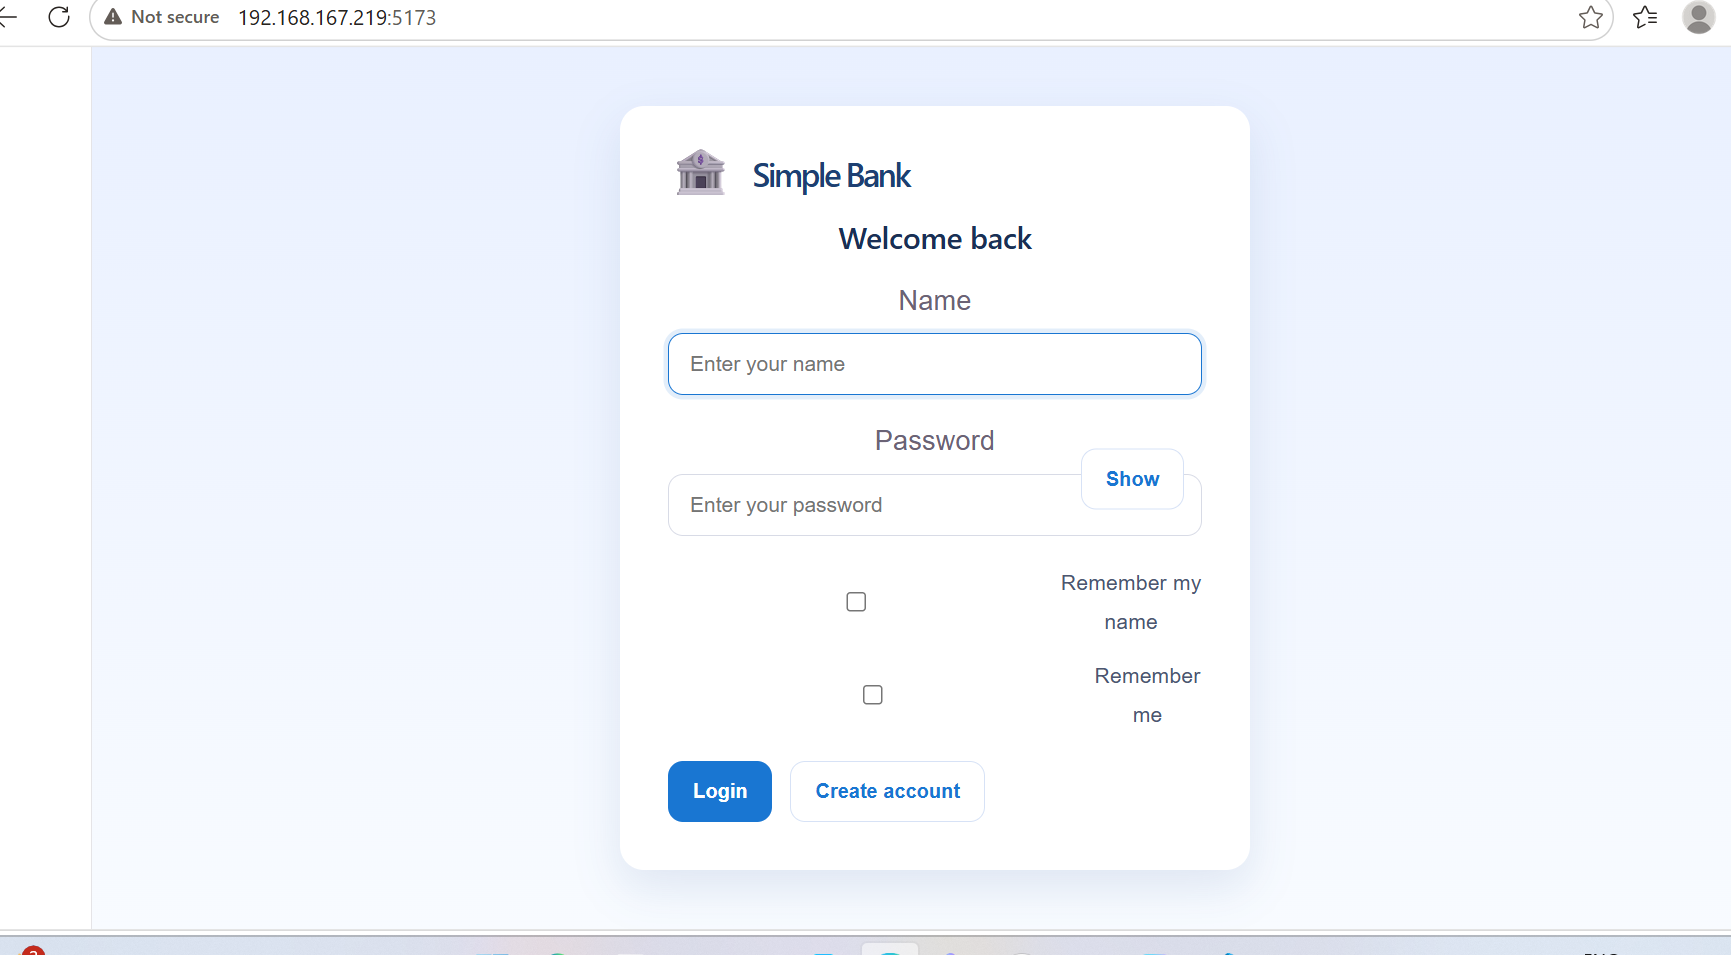 Not secure 192.168.167.219:5173
Simple Bank
Welcome back
Name
Enter your name
Password
Show
Enter your password
Remember my
name
Remember
me
Login Create account